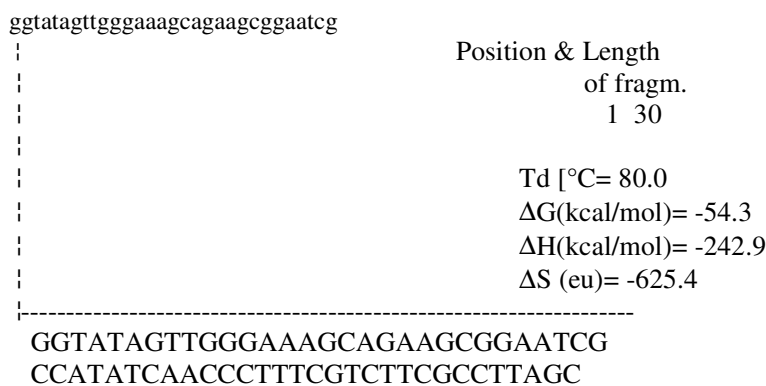 ggtatagttgggaaagcagaagcggaatcg
Position & Length
of fragm.
1 30
Td [°C= 80.0
ΔG(kcal/mol)= -54.3
ΔH(kcal/mol)= -242.9
ΔS (eu)= -625.4
GGTATAGTTGGGAAAGCAGAAGCGGAATCG
CCATATCAACCCTTTCGTCTTCGCCTTAGC